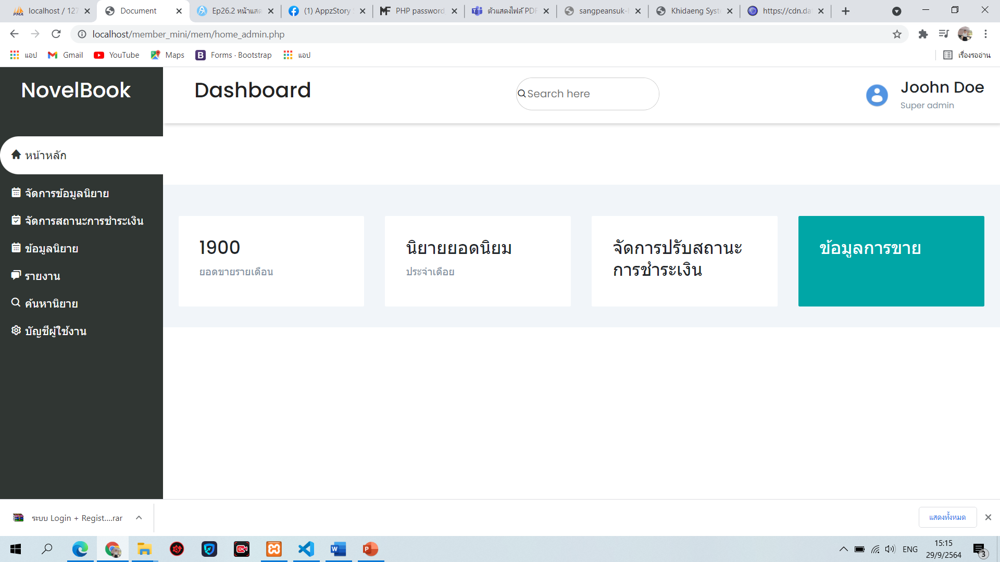 localhost / 127
Document
Ep26.2 หน้าแสด
(1) AppzStory
PHP password
ตัวแสดงไฟล์ PDF
sangpeansuk-
Khidaeng Syst
https://cdn.da
localhost/member_mini/mem/home_admin.php
แอป
Gmail
YouTube
Maps
Forms · Bootstrap
แอป
เรื่องรออ่าน
NovelBook
Dashboard
Search here
Joohn Doe
Super admin
หน้าหลัก
จัดการข้อมูลนิยาย
จัดการสถานะการชำระเงิน
ข้อมูลนิยาย
รายงาน
ค้นหานิยาย
บัญชีผู้ใช้งาน
1900
ยอดขายรายเดือน
นิยายยอดนิยม
ประจำเดือย
จัดการปรับสถานะ
การชำระเงิน
ข้อมูลการขาย
ระบบ Login + Regist....rar
แสดงทั้งหมด
ENG
15:15
29/9/2564
3